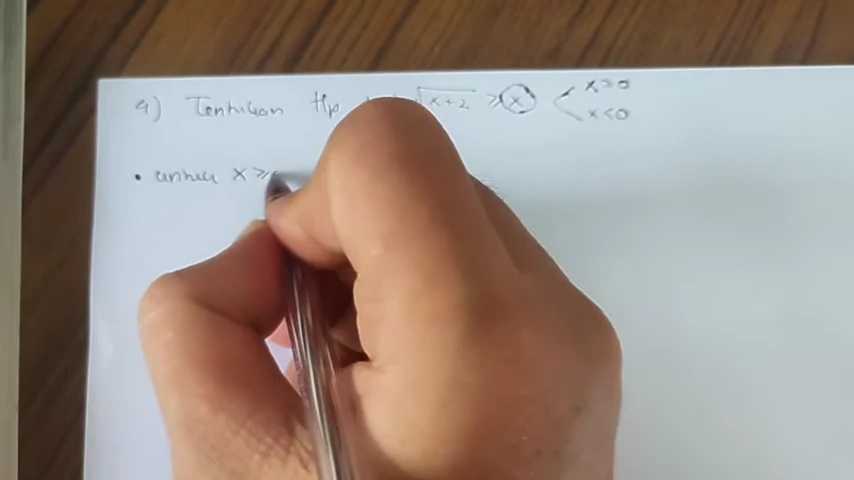 4) Tentukan Hp √x+2 ≥ x x≥0
x<0
• untuk x ≥